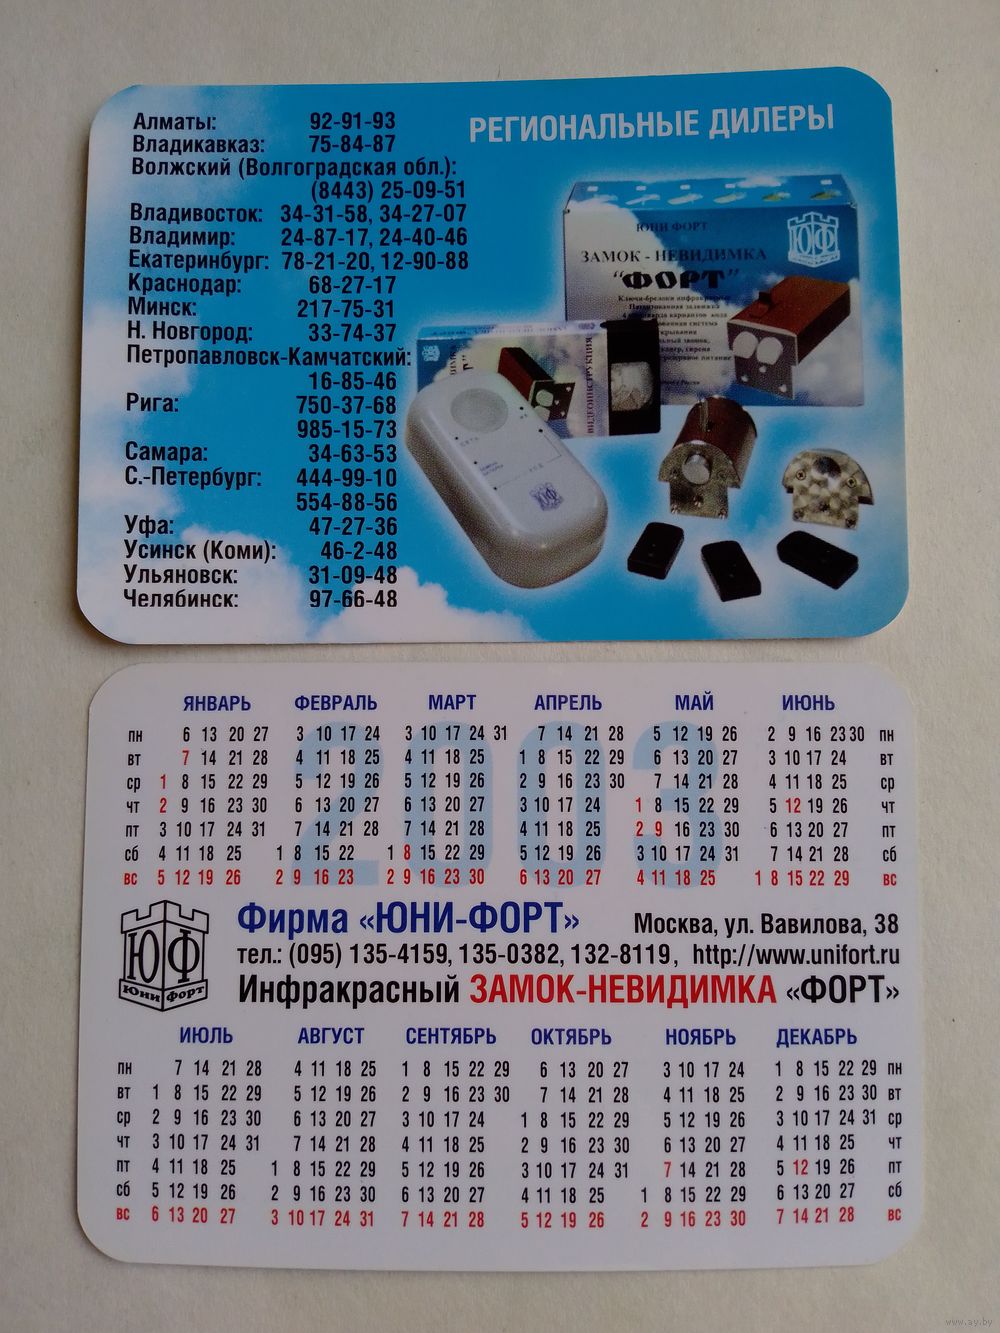 РЕГИОНАЛЬНЫЕ ДИЛЕРЫ
Алматы: 92-91-93
Владикавказ: 75-84-87
Волжский (Волгоградская обл.):
(8443) 25-09-51
Владивосток: 34-31-58, 34-27-07
Владимир: 24-87-17, 24-40-46
Екатеринбург: 78-21-20, 12-90-88
Краснодар: 68-27-17
Минск: 217-75-31
Н. Новгород: 33-74-37
Петропавловск-Камчатский:
16-85-46
Рига: 750-37-68
985-15-73
Самара: 34-63-53
С.-Петербург: 444-99-10
554-88-56
Уфа: 47-27-36
Усинск (Коми): 46-2-48
Ульяновск: 31-09-48
Челябинск: 97-66-48
ЮНИ ФОРТ
ЗАМОК - НЕВИДИМКА
"ФОРТ"
ЮФ
ВИДЕОИНСТРУКЦИЯ
ЮФ
2003
ЯНВАРЬ ФЕВРАЛЬ МАРТ АПРЕЛЬ МАЙ ИЮНЬ
пн 6 13 20 27 3 10 17 24 3 10 17 24 31 7 14 21 28 5 12 19 26 2 9 16 23 30 пн
вт 7 14 21 28 4 11 18 25 4 11 18 25 1 8 15 22 29 6 13 20 27 3 10 17 24 вт
ср 1 8 15 22 29 5 12 19 26 5 12 19 26 2 9 16 23 30 7 14 21 28 4 11 18 25 ср
чт 2 9 16 23 30 6 13 20 27 6 13 20 27 3 10 17 24 1 8 15 22 29 5 12 19 26 чт
пт 3 10 17 24 31 7 14 21 28 7 14 21 28 4 11 18 25 2 9 16 23 30 6 13 20 27 пт
сб 4 11 18 25 1 8 15 22 1 8 15 22 29 5 12 19 26 3 10 17 24 31 7 14 21 28 сб
вс 5 12 19 26 2 9 16 23 2 9 16 23 30 6 13 20 27 4 11 18 25 1 8 15 22 29 вс
ЮФ
Юни Форт
Фирма «ЮНИ-ФОРТ» Москва, ул. Вавилова, 38
тел.: (095) 135-4159, 135-0382, 132-8119, http://www.unifort.ru
Инфракрасный ЗАМОК-НЕВИДИМКА «ФОРТ»
ИЮЛЬ АВГУСТ СЕНТЯБРЬ ОКТЯБРЬ НОЯБРЬ ДЕКАБРЬ
пн 7 14 21 28 4 11 18 25 1 8 15 22 29 6 13 20 27 3 10 17 24 1 8 15 22 29 пн
вт 1 8 15 22 29 5 12 19 26 2 9 16 23 30 7 14 21 28 4 11 18 25 2 9 16 23 30 вт
ср 2 9 16 23 30 6 13 20 27 3 10 17 24 1 8 15 22 29 5 12 19 26 3 10 17 24 31 ср
чт 3 10 17 24 31 7 14 21 28 4 11 18 25 2 9 16 23 30 6 13 20 27 4 11 18 25 чт
пт 4 11 18 25 1 8 15 22 29 5 12 19 26 3 10 17 24 31 7 14 21 28 5 12 19 26 пт
сб 5 12 19 26 2 9 16 23 30 6 13 20 27 4 11 18 25 1 8 15 22 29 6 13 20 27 сб
вс 6 13 20 27 3 10 17 24 31 7 14 21 28 5 12 19 26 2 9 16 23 30 7 14 21 28 вс
www.ay.by